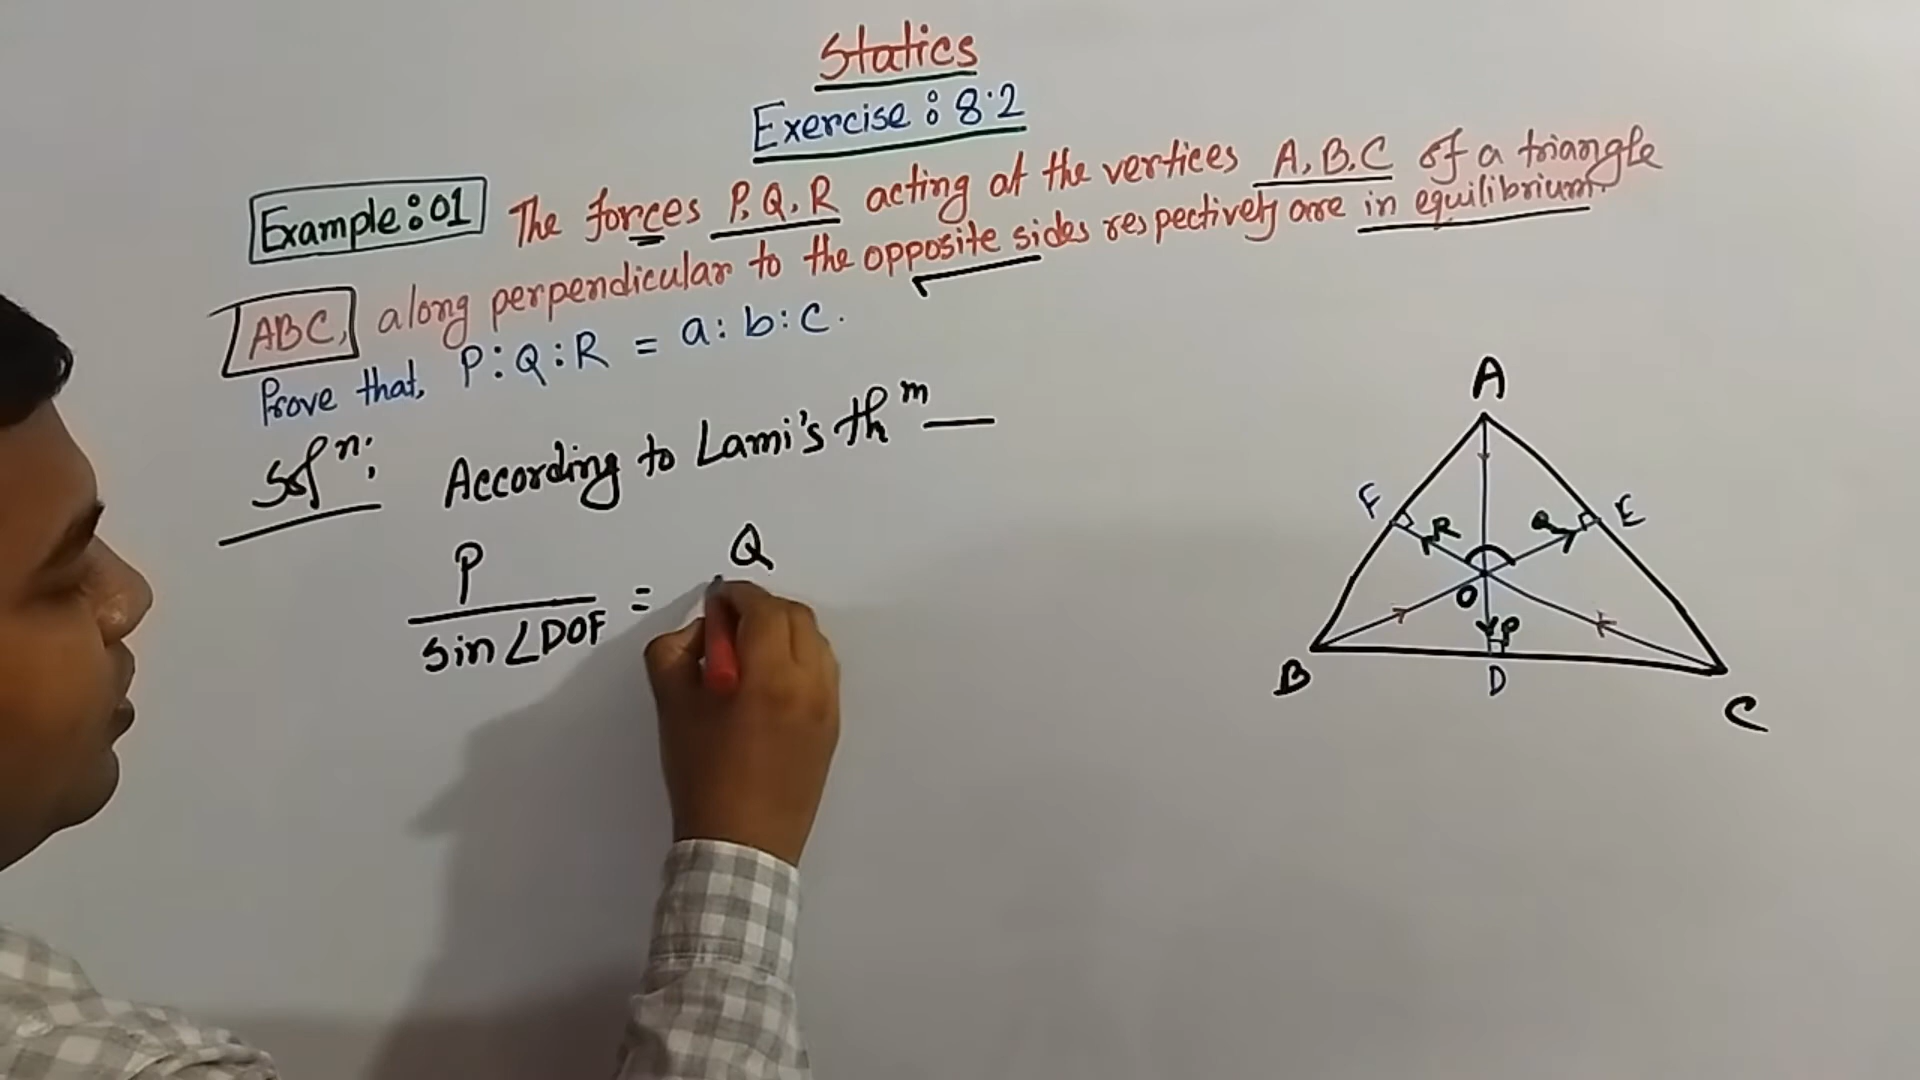 Statics
Exercise: 8.2
Example: 01 The forces P, Q, R acting at the vertices A, B, C of a triangle
ABC, along perpendicular to the opposite sides respectively are in equilibrium.
Prove that, P:Q:R = a:b:c.
Solⁿ: According to Lami's thᵐ —
P / sin∠DOF = Q
A
F
E
R
Q
O
P
B
D
C